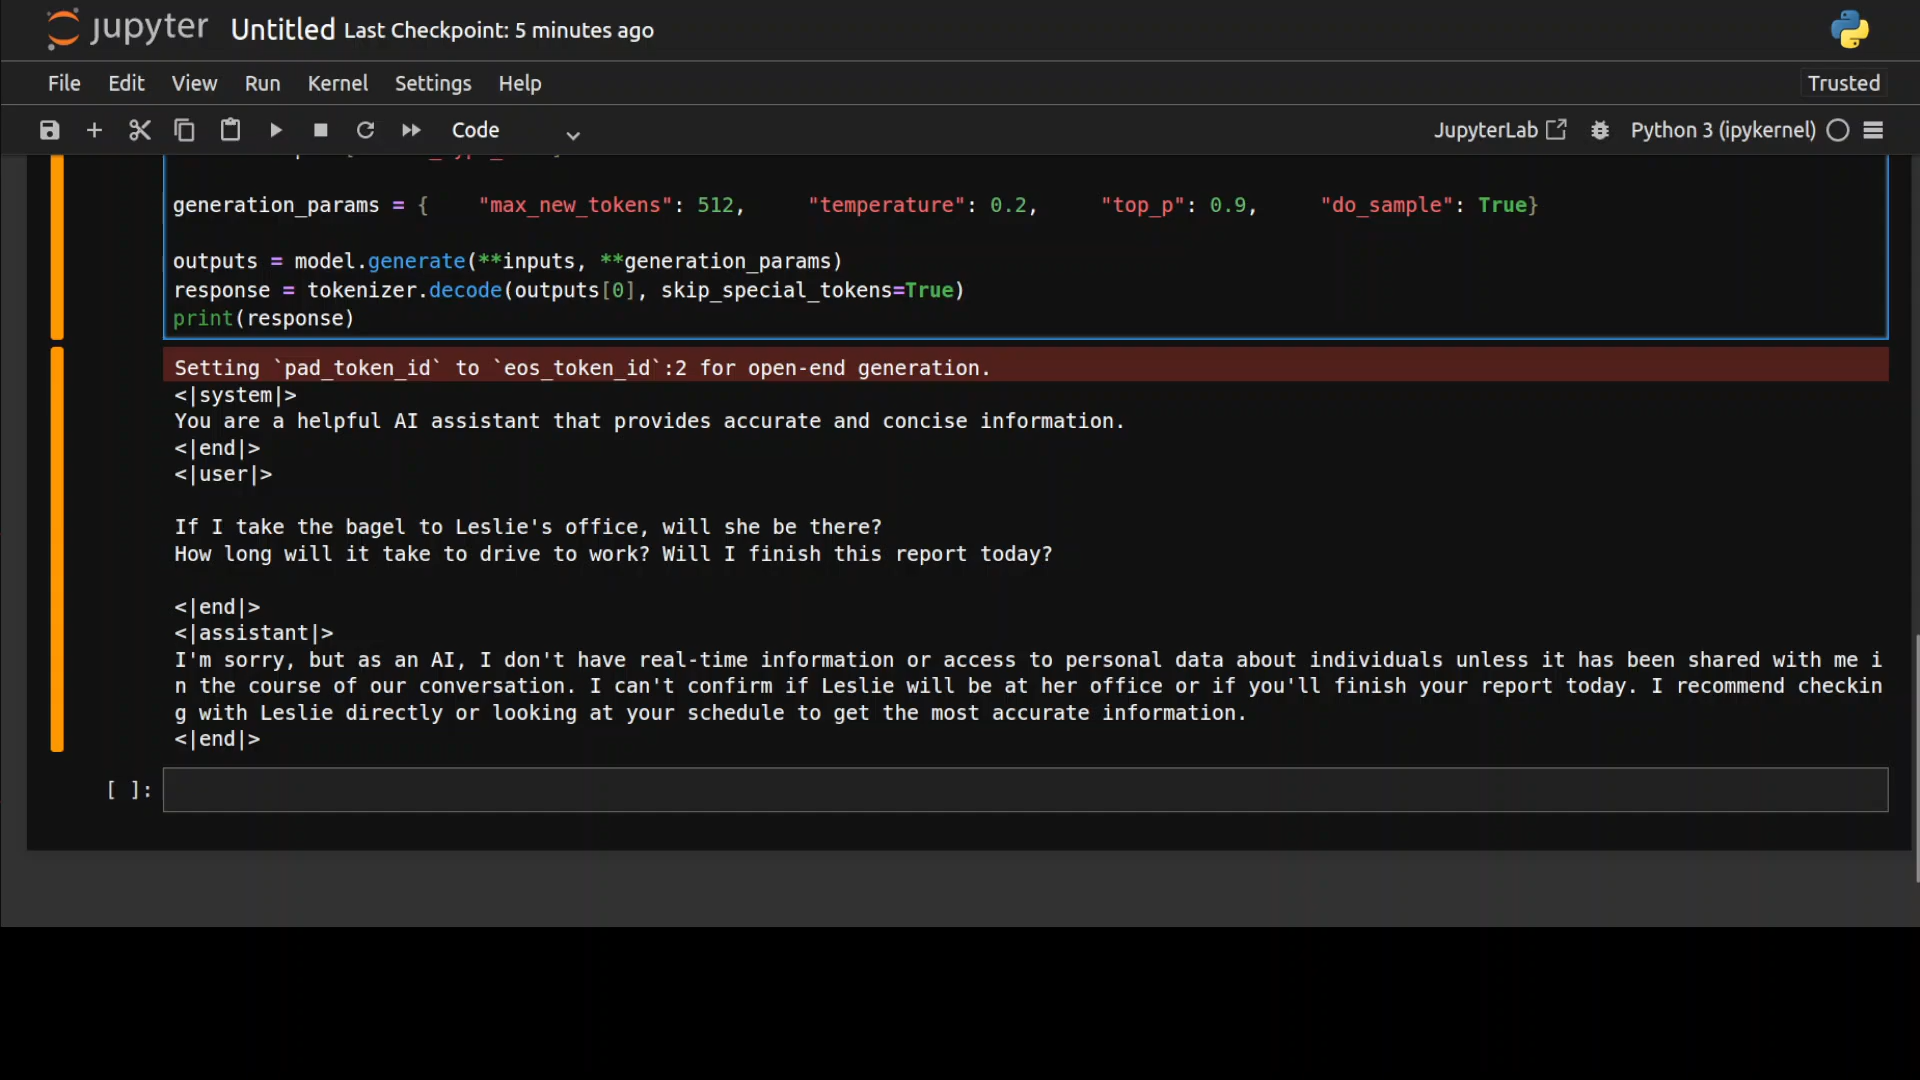 jupyter Untitled Last Checkpoint: 5 minutes ago
File Edit View Run Kernel Settings Help Trusted
Code JupyterLab Python 3 (ipykernel)
generation_params = {    "max_new_tokens": 512,     "temperature": 0.2,     "top_p": 0.9,     "do_sample": True}
outputs = model.generate(**inputs, **generation_params)
response = tokenizer.decode(outputs[0], skip_special_tokens=True)
print(response)
Setting `pad_token_id` to `eos_token_id`:2 for open-end generation.
<|system|>
You are a helpful AI assistant that provides accurate and concise information.
<|end|>
<|user|>
If I take the bagel to Leslie's office, will she be there?
How long will it take to drive to work? Will I finish this report today?
<|end|>
<|assistant|>
I'm sorry, but as an AI, I don't have real-time information or access to personal data about individuals unless it has been shared with me i
n the course of our conversation. I can't confirm if Leslie will be at her office or if you'll finish your report today. I recommend checkin
g with Leslie directly or looking at your schedule to get the most accurate information.
<|end|>
[ ]: